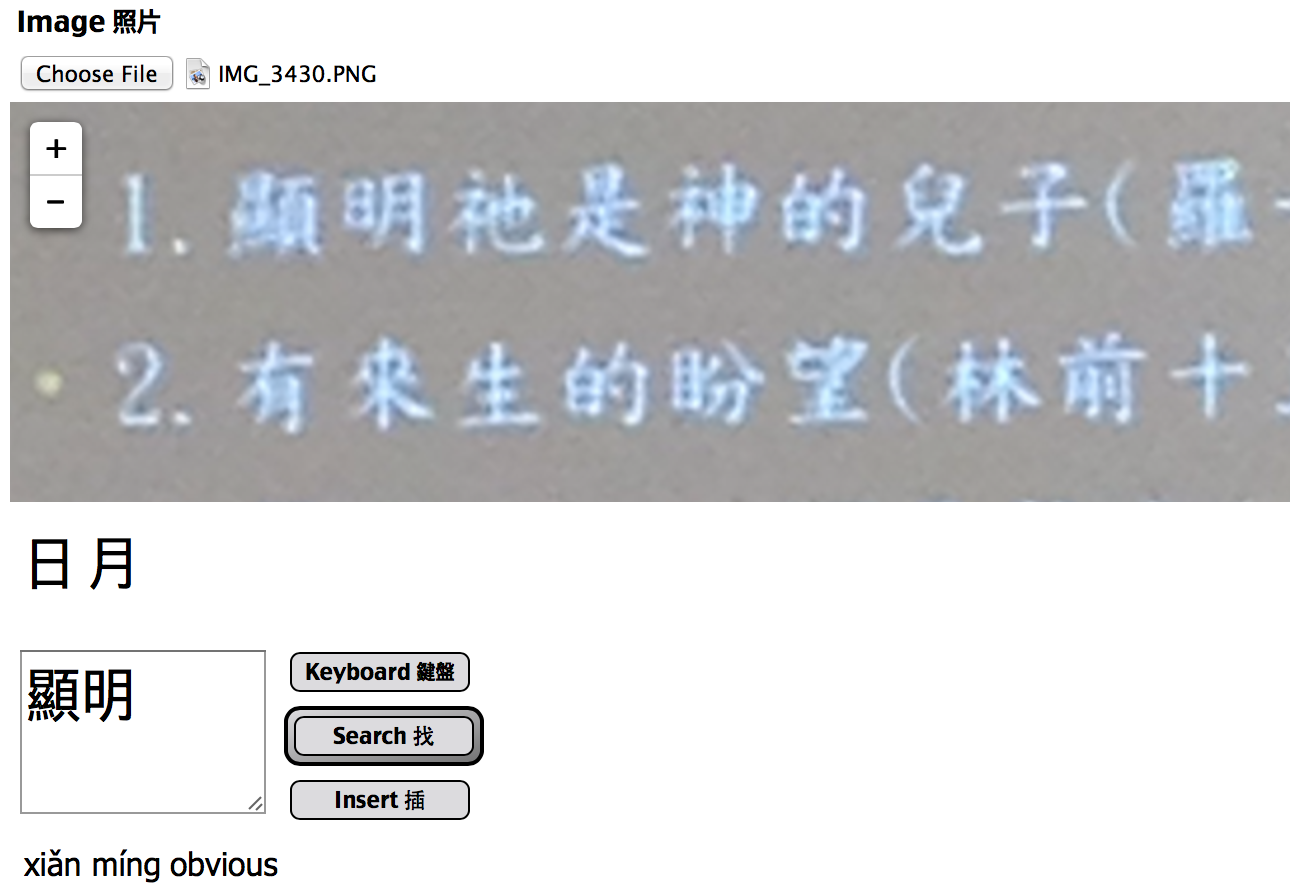 Image 照片
Choose File IMG_3430.PNG
+
−
1. 顯明祂是神的兒子(羅
2. 有來生的盼望(林前十
日 月
顯明
Keyboard 鍵盤
Search 找
Insert 插
xiǎn míng obvious